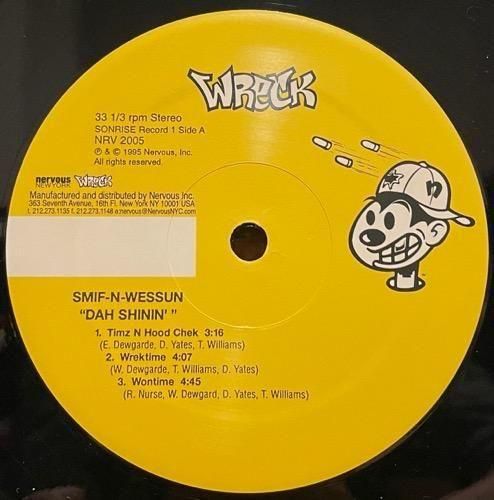 WRECK
33 1/3 rpm Stereo
SONRISE Record 1 Side A
NRV 2005
℗ & © 1995 Nervous, Inc.
All rights reserved.
nervous WRECK
NEW YORK
Manufactured and distributed by Nervous Inc.
363 Seventh Avenue, 16th Fl. New York NY 10001 USA
t. 212.273.1135 f. 212.273.1148 e:nervous@NervousNYC.com
n
TM
SMIF-N-WESSUN
"DAH SHININ' "
1. Timz N Hood Chek 3:16
(E. Dewgarde, D. Yates, T. Williams)
2. Wrektime 4:07
(W. Dewgarde, T. Williams, D. Yates)
3. Wontime 4:45
(R. Nurse, W. Dewgard, D. Yates, T. Williams)